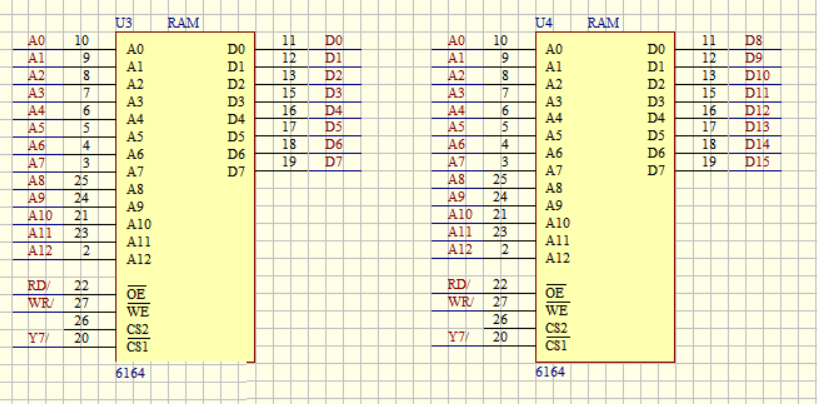 U3 RAM
A0 10 A0 D0 11 D0
A1 9 A1 D1 12 D1
A2 8 A2 D2 13 D2
A3 7 A3 D3 15 D3
A4 6 A4 D4 16 D4
A5 5 A5 D5 17 D5
A6 4 A6 D6 18 D6
A7 3 A7 D7 19 D7
A8 25 A8
A9 24 A9
A10 21 A10
A11 23 A11
A12 2 A12
RD/ 22 OE
WR/ 27 WE
26 CS2
Y7/ 20 CS1
6164
U4 RAM
A0 10 A0 D0 11 D8
A1 9 A1 D1 12 D9
A2 8 A2 D2 13 D10
A3 7 A3 D3 15 D11
A4 6 A4 D4 16 D12
A5 5 A5 D5 17 D13
A6 4 A6 D6 18 D14
A7 3 A7 D7 19 D15
A8 25 A8
A9 24 A9
A10 21 A10
A11 23 A11
A12 2 A12
RD/ 22 OE
WR/ 27 WE
26 CS2
Y7/ 20 CS1
6164